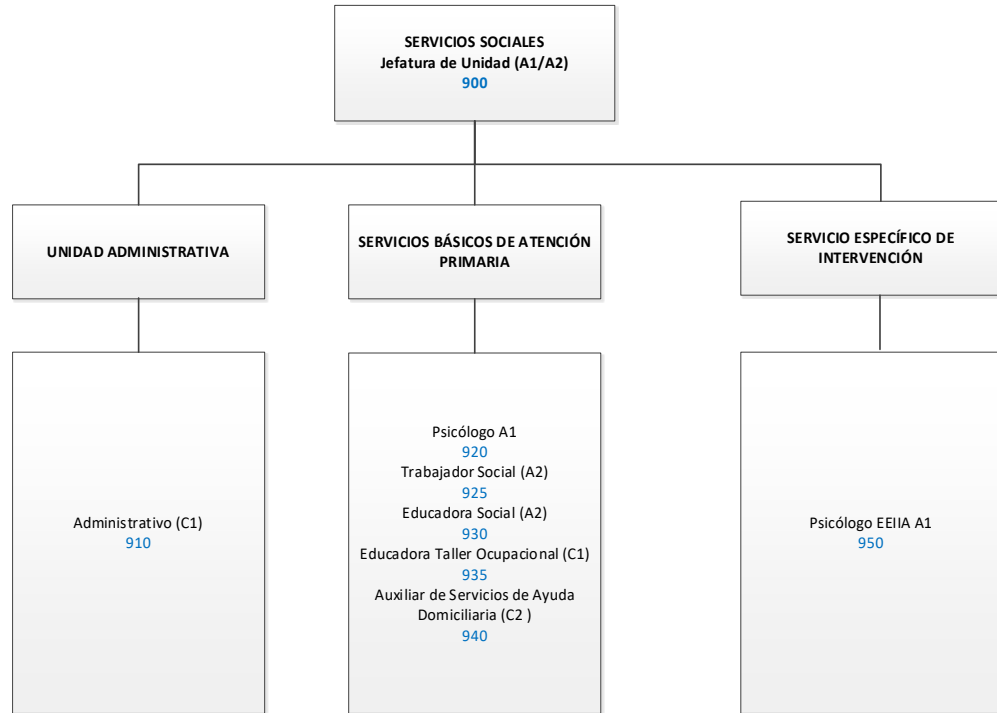 SERVICIOS SOCIALES
Jefatura de Unidad (A1/A2)
900
UNIDAD ADMINISTRATIVA
SERVICIOS BÁSICOS DE ATENCIÓN
PRIMARIA
SERVICIO ESPECÍFICO DE
INTERVENCIÓN
Administrativo (C1)
910
Psicólogo A1
920
Trabajador Social (A2)
925
Educadora Social (A2)
930
Educadora Taller Ocupacional (C1)
935
Auxiliar de Servicios de Ayuda
Domiciliaria (C2 )
940
Psicólogo EEIIA A1
950